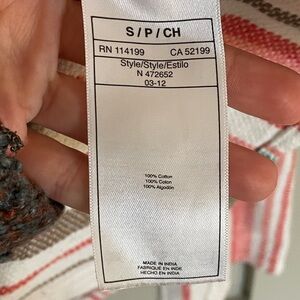 S / P / CH
RN 114199 CA 52199
Style/Style/Estilo
N 472652
03-12
100% Cotton
100% Coton
100% Algodón
MADE IN INDIA
FABRIQUÉ EN INDE
HECHO EN INDIA